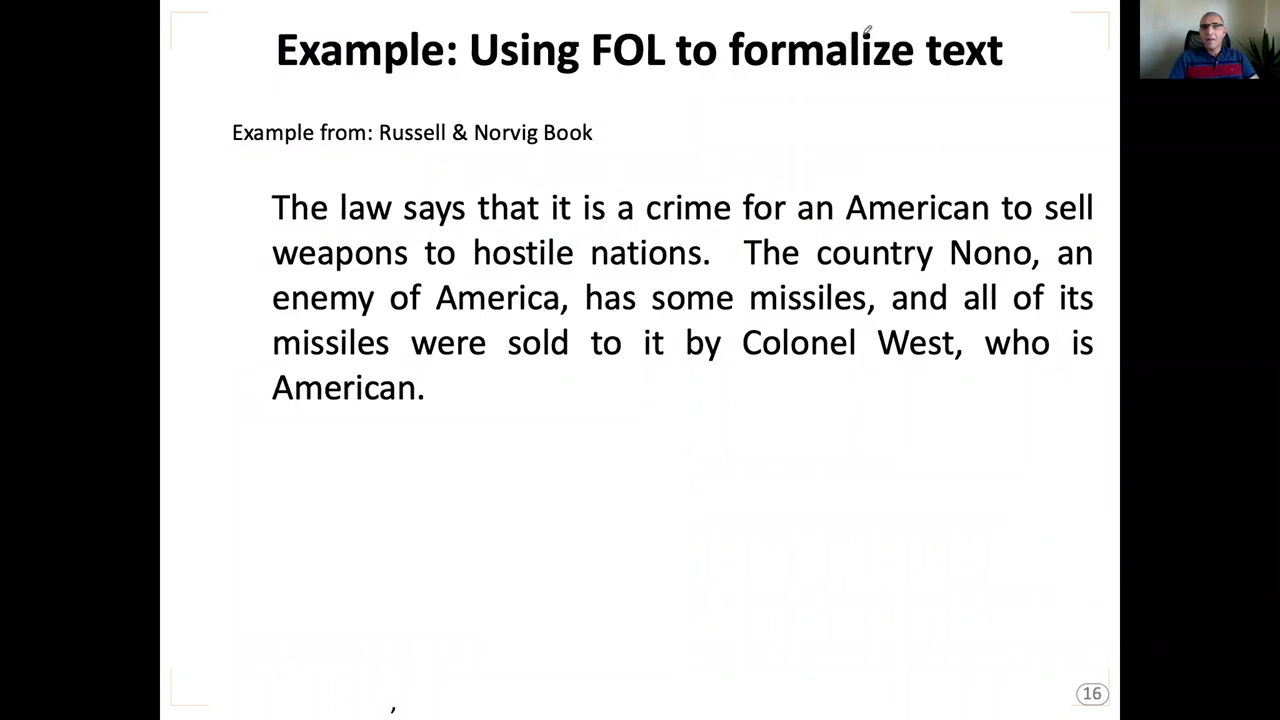 Example: Using FOL to formalize text
Example from: Russell & Norvig Book
The law says that it is a crime for an American to sell
weapons to hostile nations. The country Nono, an
enemy of America, has some missiles, and all of its
missiles were sold to it by Colonel West, who is
American.
16
,